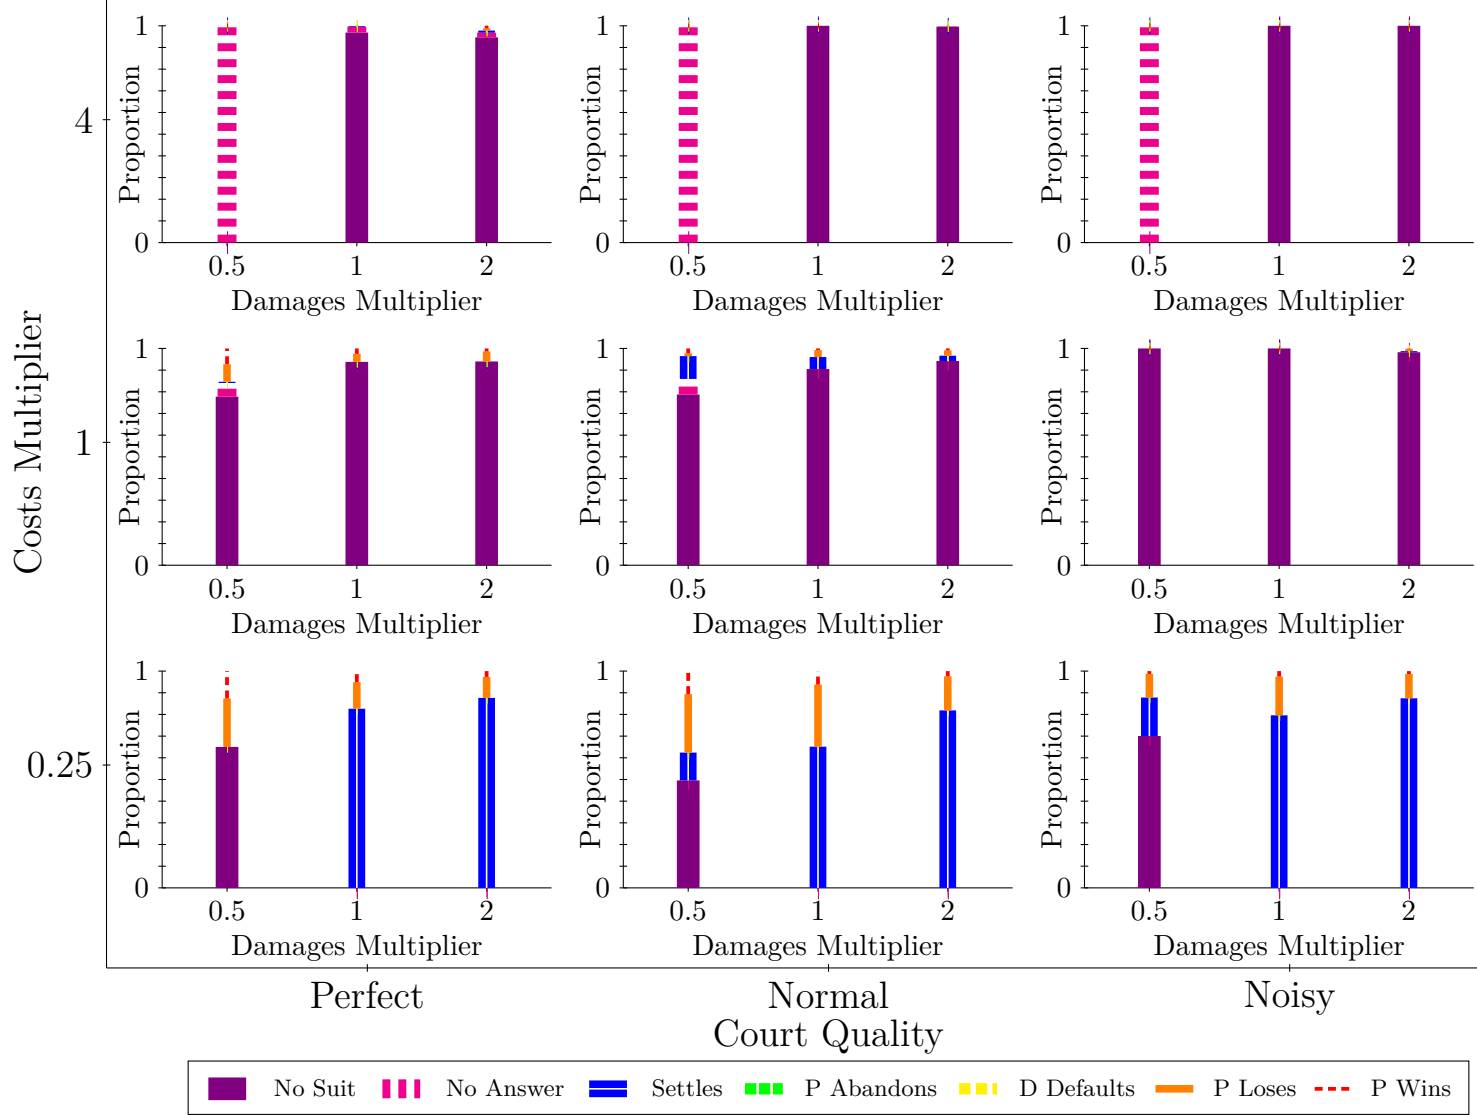 1
Proportion
0
0.5 1 2
Damages Multiplier
1
Proportion
0
0.5 1 2
Damages Multiplier
1
Proportion
0
0.5 1 2
Damages Multiplier
4
1
Proportion
0
0.5 1 2
Damages Multiplier
1
Proportion
0
0.5 1 2
Damages Multiplier
1
Proportion
0
0.5 1 2
Damages Multiplier
1
Costs Multiplier
1
Proportion
0
0.5 1 2
Damages Multiplier
1
Proportion
0
0.5 1 2
Damages Multiplier
1
Proportion
0
0.5 1 2
Damages Multiplier
0.25
Perfect Normal Noisy
Court Quality
No Suit No Answer Settles P Abandons D Defaults P Loses P Wins